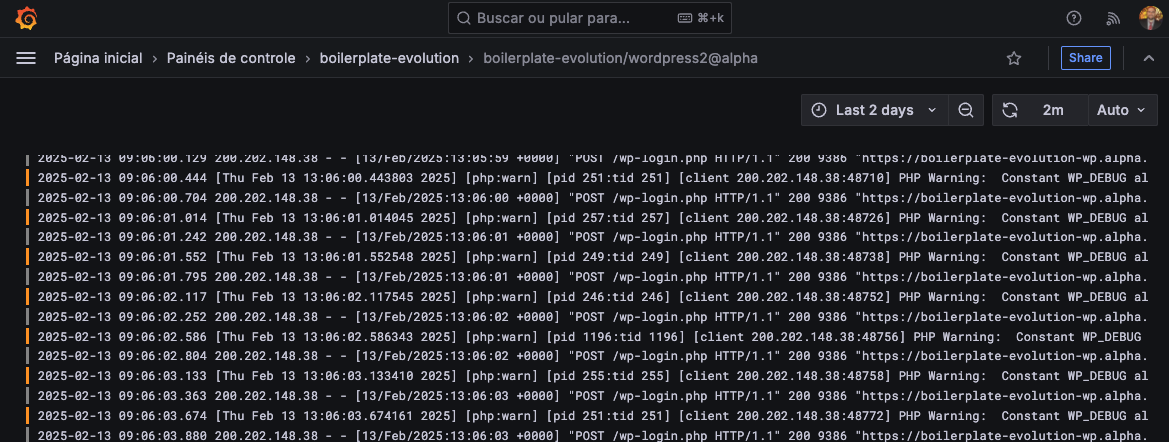 Buscar ou pular para... ⌘+k
Página inicial › Painéis de controle › boilerplate-evolution › boilerplate-evolution/wordpress2@alpha Share
Last 2 days 2m Auto
2025-02-13 09:06:00.129 200.202.148.38 - - [13/Feb/2025:13:05:59 +0000] "POST /wp-login.php HTTP/1.1" 200 9386 "https://boilerplate-evolution-wp.alpha.
2025-02-13 09:06:00.444 [Thu Feb 13 13:06:00.443803 2025] [php:warn] [pid 251:tid 251] [client 200.202.148.38:48710] PHP Warning:  Constant WP_DEBUG al
2025-02-13 09:06:00.704 200.202.148.38 - - [13/Feb/2025:13:06:00 +0000] "POST /wp-login.php HTTP/1.1" 200 9386 "https://boilerplate-evolution-wp.alpha.
2025-02-13 09:06:01.014 [Thu Feb 13 13:06:01.014045 2025] [php:warn] [pid 257:tid 257] [client 200.202.148.38:48726] PHP Warning:  Constant WP_DEBUG al
2025-02-13 09:06:01.242 200.202.148.38 - - [13/Feb/2025:13:06:01 +0000] "POST /wp-login.php HTTP/1.1" 200 9386 "https://boilerplate-evolution-wp.alpha.
2025-02-13 09:06:01.552 [Thu Feb 13 13:06:01.552548 2025] [php:warn] [pid 249:tid 249] [client 200.202.148.38:48738] PHP Warning:  Constant WP_DEBUG al
2025-02-13 09:06:01.795 200.202.148.38 - - [13/Feb/2025:13:06:01 +0000] "POST /wp-login.php HTTP/1.1" 200 9386 "https://boilerplate-evolution-wp.alpha.
2025-02-13 09:06:02.117 [Thu Feb 13 13:06:02.117545 2025] [php:warn] [pid 246:tid 246] [client 200.202.148.38:48752] PHP Warning:  Constant WP_DEBUG al
2025-02-13 09:06:02.252 200.202.148.38 - - [13/Feb/2025:13:06:02 +0000] "POST /wp-login.php HTTP/1.1" 200 9386 "https://boilerplate-evolution-wp.alpha.
2025-02-13 09:06:02.586 [Thu Feb 13 13:06:02.586343 2025] [php:warn] [pid 1196:tid 1196] [client 200.202.148.38:48756] PHP Warning:  Constant WP_DEBUG
2025-02-13 09:06:02.804 200.202.148.38 - - [13/Feb/2025:13:06:02 +0000] "POST /wp-login.php HTTP/1.1" 200 9386 "https://boilerplate-evolution-wp.alpha.
2025-02-13 09:06:03.133 [Thu Feb 13 13:06:03.133410 2025] [php:warn] [pid 255:tid 255] [client 200.202.148.38:48758] PHP Warning:  Constant WP_DEBUG al
2025-02-13 09:06:03.363 200.202.148.38 - - [13/Feb/2025:13:06:03 +0000] "POST /wp-login.php HTTP/1.1" 200 9386 "https://boilerplate-evolution-wp.alpha.
2025-02-13 09:06:03.674 [Thu Feb 13 13:06:03.674161 2025] [php:warn] [pid 251:tid 251] [client 200.202.148.38:48772] PHP Warning:  Constant WP_DEBUG al
2025-02-13 09:06:03.880 200.202.148.38 - - [13/Feb/2025:13:06:03 +0000] "POST /wp-login.php HTTP/1.1" 200 9386 "https://boilerplate-evolution-wp.alpha.